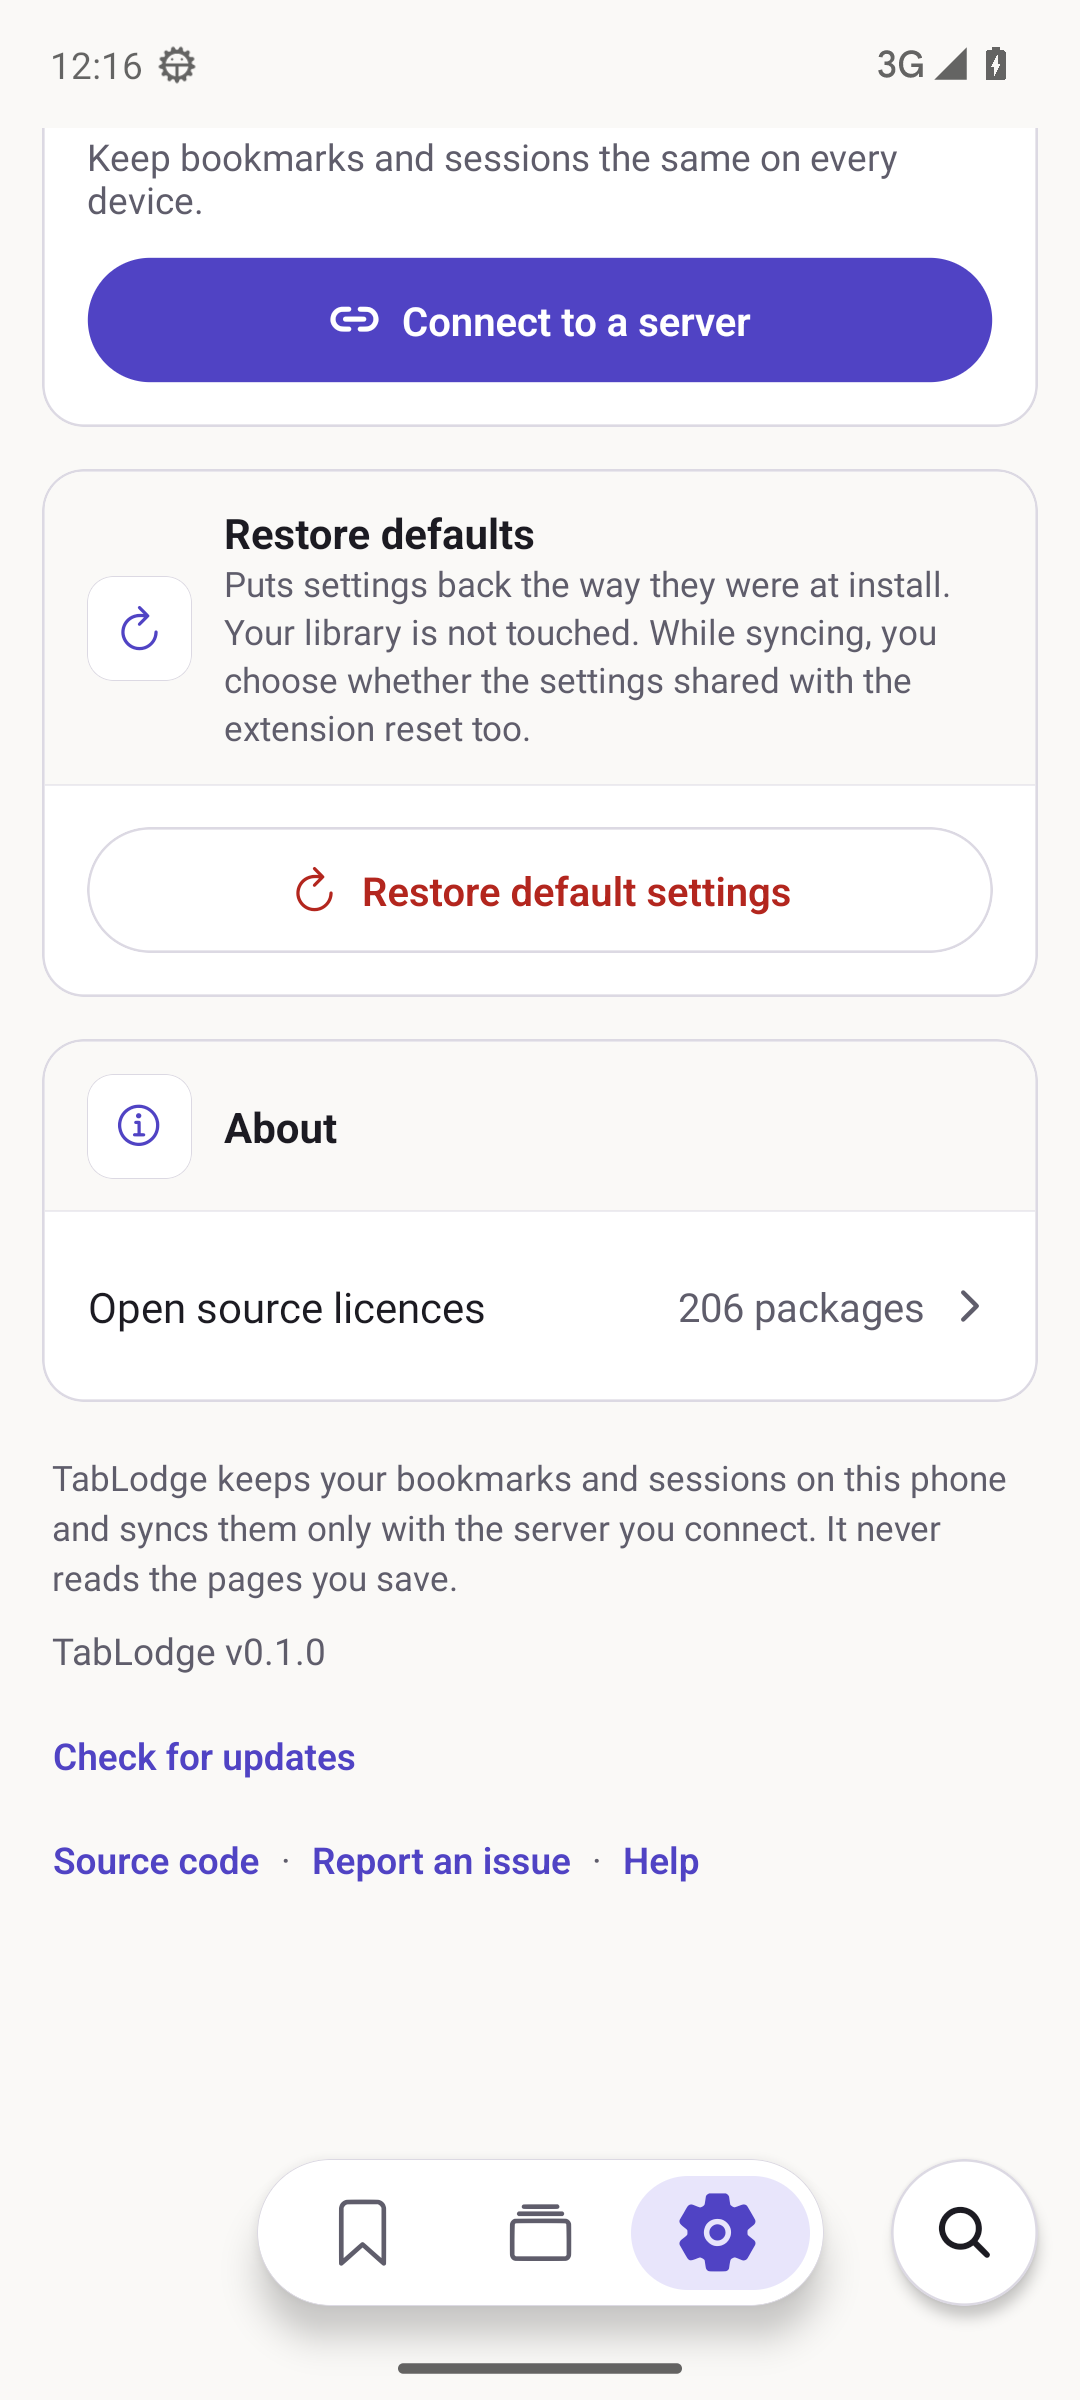 12:16
3G
Keep bookmarks and sessions the same on every
device.
Connect to a server
Restore defaults
Puts settings back the way they were at install.
Your library is not touched. While syncing, you
choose whether the settings shared with the
extension reset too.
Restore default settings
About
Open source licences 206 packages
TabLodge keeps your bookmarks and sessions on this phone
and syncs them only with the server you connect. It never
reads the pages you save.
TabLodge v0.1.0
Check for updates
Source code · Report an issue · Help